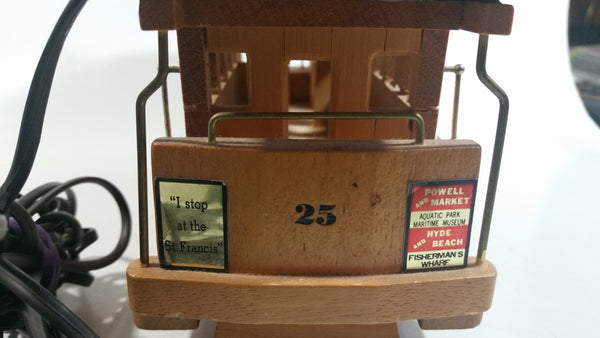 "I stop
at the
St. Francis"
25
POWELL
AND MARKET
AQUATIC PARK
MARITIME MUSEUM
HYDE
AND BEACH
FISHERMAN'S
WHARF